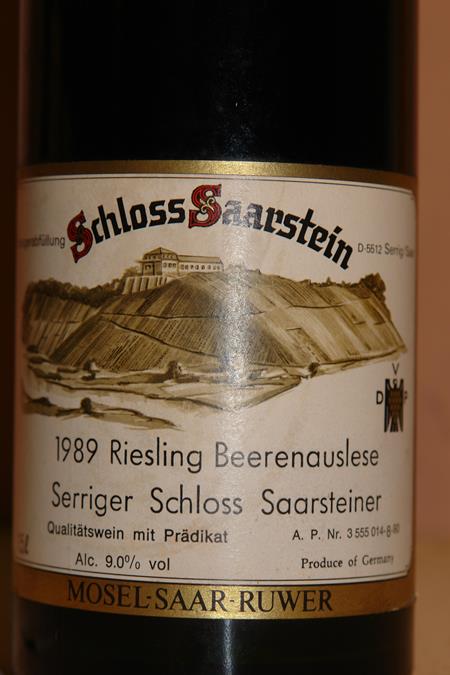 Schloss Saarstein
D-5512 Serrig/Saar
V
D P
1989 Riesling Beerenauslese
Serriger Schloss Saarsteiner
Qualitätswein mit Prädikat
A. P. Nr. 3 555 014-8-90
Alc. 9.0% vol
Produce of Germany
MOSEL-SAAR-RUWER